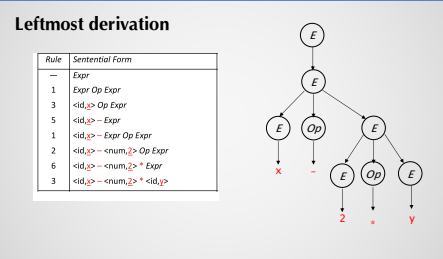 Leftmost derivation
Rule Sentential Form
— Expr
1 Expr Op Expr
3 <id,x> Op Expr
5 <id,x> – Expr
1 <id,x> – Expr Op Expr
2 <id,x> – <num,2> Op Expr
6 <id,x> – <num,2> * Expr
3 <id,x> – <num,2> * <id,y>
E
E
E Op E
x –
E Op E
2 * y